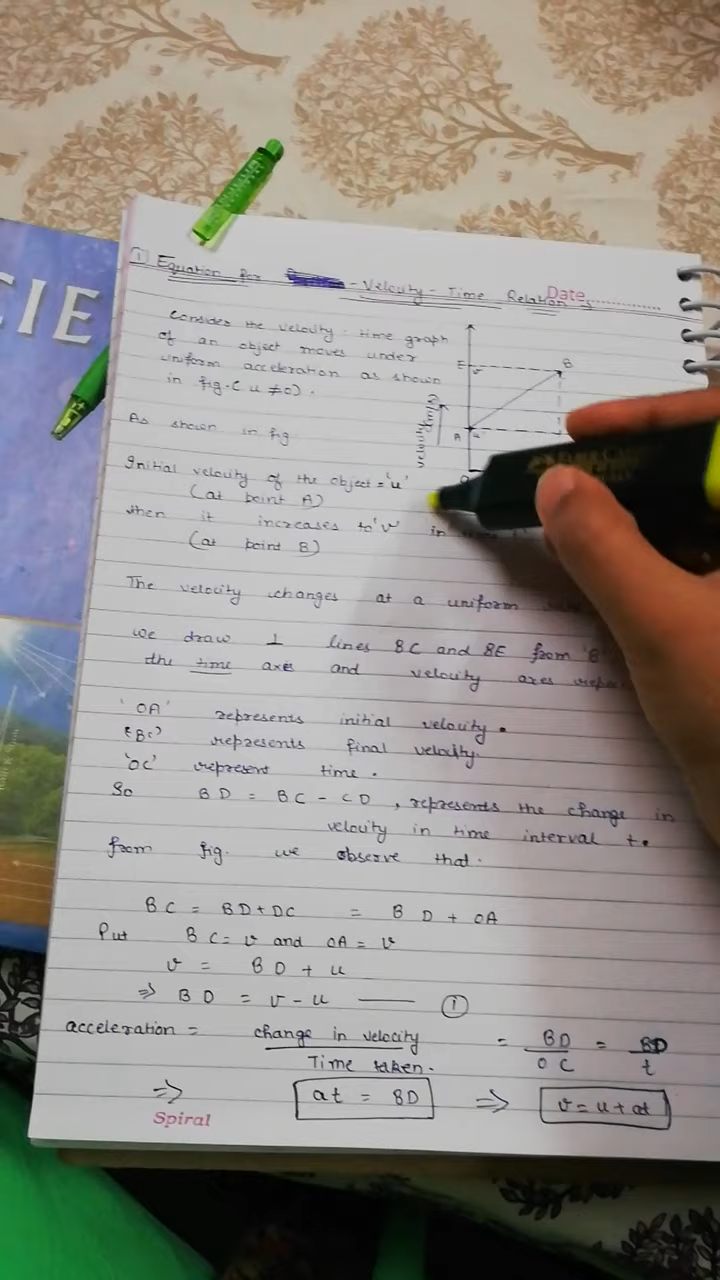 CIE
① Equation for - Velocity - Time Relation
Date
Consider the velocity - time graph
of an object moves under
uniform acceleration as shown
in fig. ( u ≠ 0 ).
E
v
B
A
u
As shown in fig
Initial velocity of the object = 'u'
(at point A)
then it increases to 'v' in
(at point B)
The velocity changes at a uniform
We draw ⊥ lines BC and BE from 'B'
the time axis and velocity axes
'OA' represents initial velocity.
'BC' represents final velocity.
'OC' represent time.
So BD = BC - CD , represents the change in
velocity in time interval t.
from fig. we observe that.
BC = BD + DC = BD + OA
Put BC = v and OA = v
v = BD + u
⇒ BD = v - u —— ①
acceleration = change in velocity / Time taken. = BD / OC = BD / t
⇒ at = BD ⇒ v = u + at
Spiral